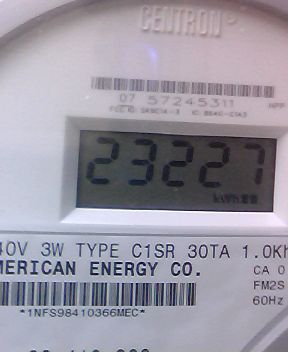 CENTRON®
07 57245311
23227
kWh
40V 3W TYPE C1SR 30TA 1.0Kh
MERICAN ENERGY CO.
CA 0
FM2S
60Hz
*1NFS98410366MEC*